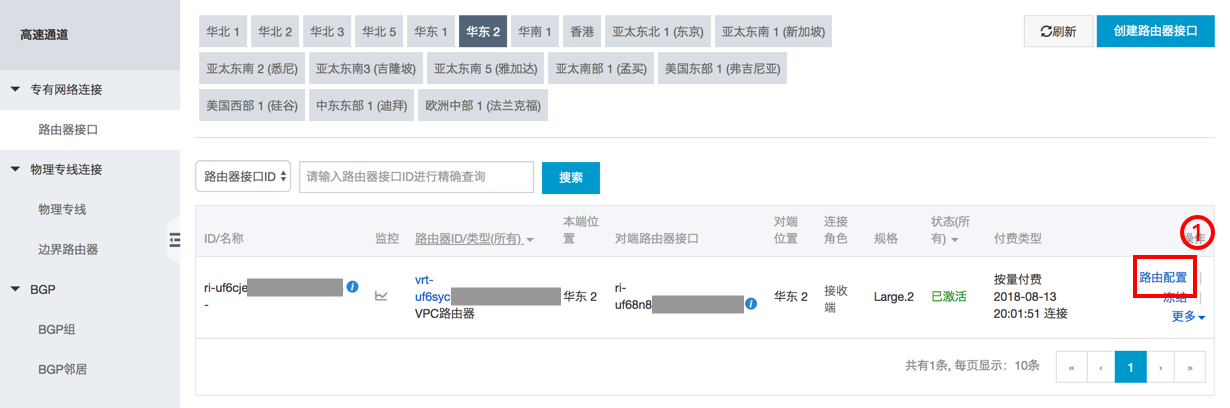 高速通道
专有网络连接
路由器接口
物理专线连接
物理专线
边界路由器
BGP
BGP组
BGP邻居
华北 1 华北 2 华北 3 华北 5 华东 1 华东 2 华南 1 香港 亚太东北 1 (东京) 亚太东南 1 (新加坡)
亚太东南 2 (悉尼) 亚太东南3 (吉隆坡) 亚太东南 5 (雅加达) 亚太南部 1 (孟买) 美国东部 1 (弗吉尼亚)
美国西部 1 (硅谷) 中东东部 1 (迪拜) 欧洲中部 1 (法兰克福)
刷新 创建路由器接口
路由器接口ID 请输入路由器接口ID进行精确查询 搜索
ID/名称 监控 路由器ID/类型(所有) 本端位置 对端路由器接口 对端位置 连接角色 规格 状态(所有) 付费类型 操作
1
ri-uf6cje
-
vrt-
uf6syc
VPC路由器
华东 2
ri-
uf68n8
华东 2
接收
端
Large.2
已激活
按量付费
2018-08-13
20:01:51 连接
路由配置
冻结
更多
共有1条, 每页显示：10条 « ‹ 1 › »